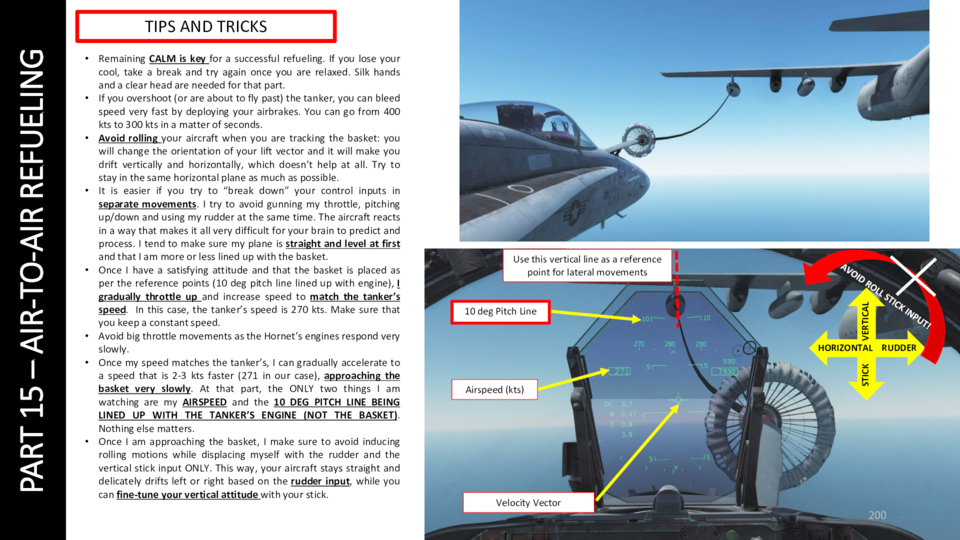 PART 15 – AIR-TO-AIR REFUELING
TIPS AND TRICKS
• Remaining CALM is key for a successful refueling. If you lose your
cool, take a break and try again once you are relaxed. Silk hands
and a clear head are needed for that part.
• If you overshoot (or are about to fly past) the tanker, you can bleed
speed very fast by deploying your airbrakes. You can go from 400
kts to 300 kts in a matter of seconds.
• Avoid rolling your aircraft when you are tracking the basket: you
will change the orientation of your lift vector and it will make you
drift vertically and horizontally, which doesn't help at all. Try to
stay in the same horizontal plane as much as possible.
• It is easier if you try to “break down” your control inputs in
separate movements. I try to avoid gunning my throttle, pitching
up/down and using my rudder at the same time. The aircraft reacts
in a way that makes it all very difficult for your brain to predict and
process. I tend to make sure my plane is straight and level at first
and that I am more or less lined up with the basket.
• Once I have a satisfying attitude and that the basket is placed as
per the reference points (10 deg pitch line lined up with engine), I
gradually throttle up and increase speed to match the tanker's
speed. In this case, the tanker's speed is 270 kts. Make sure that
you keep a constant speed.
• Avoid big throttle movements as the Hornet's engines respond very
slowly.
• Once my speed matches the tanker's, I can gradually accelerate to
a speed that is 2-3 kts faster (271 in our case), approaching the
basket very slowly. At that part, the ONLY two things I am
watching are my AIRSPEED and the 10 DEG PITCH LINE BEING
LINED UP WITH THE TANKER'S ENGINE (NOT THE BASKET).
Nothing else matters.
• Once I am approaching the basket, I make sure to avoid inducing
rolling motions while displacing myself with the rudder and the
vertical stick input ONLY. This way, your aircraft stays straight and
delicately drifts left or right based on the rudder input, while you
can fine-tune your vertical attitude with your stick.
Use this vertical line as a reference
point for lateral movements
10 deg Pitch Line
Airspeed (kts)
Velocity Vector
AVOID ROLL STICK INPUT!
VERTICAL
HORIZONTAL RUDDER
STICK
10 10
270 280 290
5 5
271
590
M 0.47
G 0.8
3.9
5 5
200